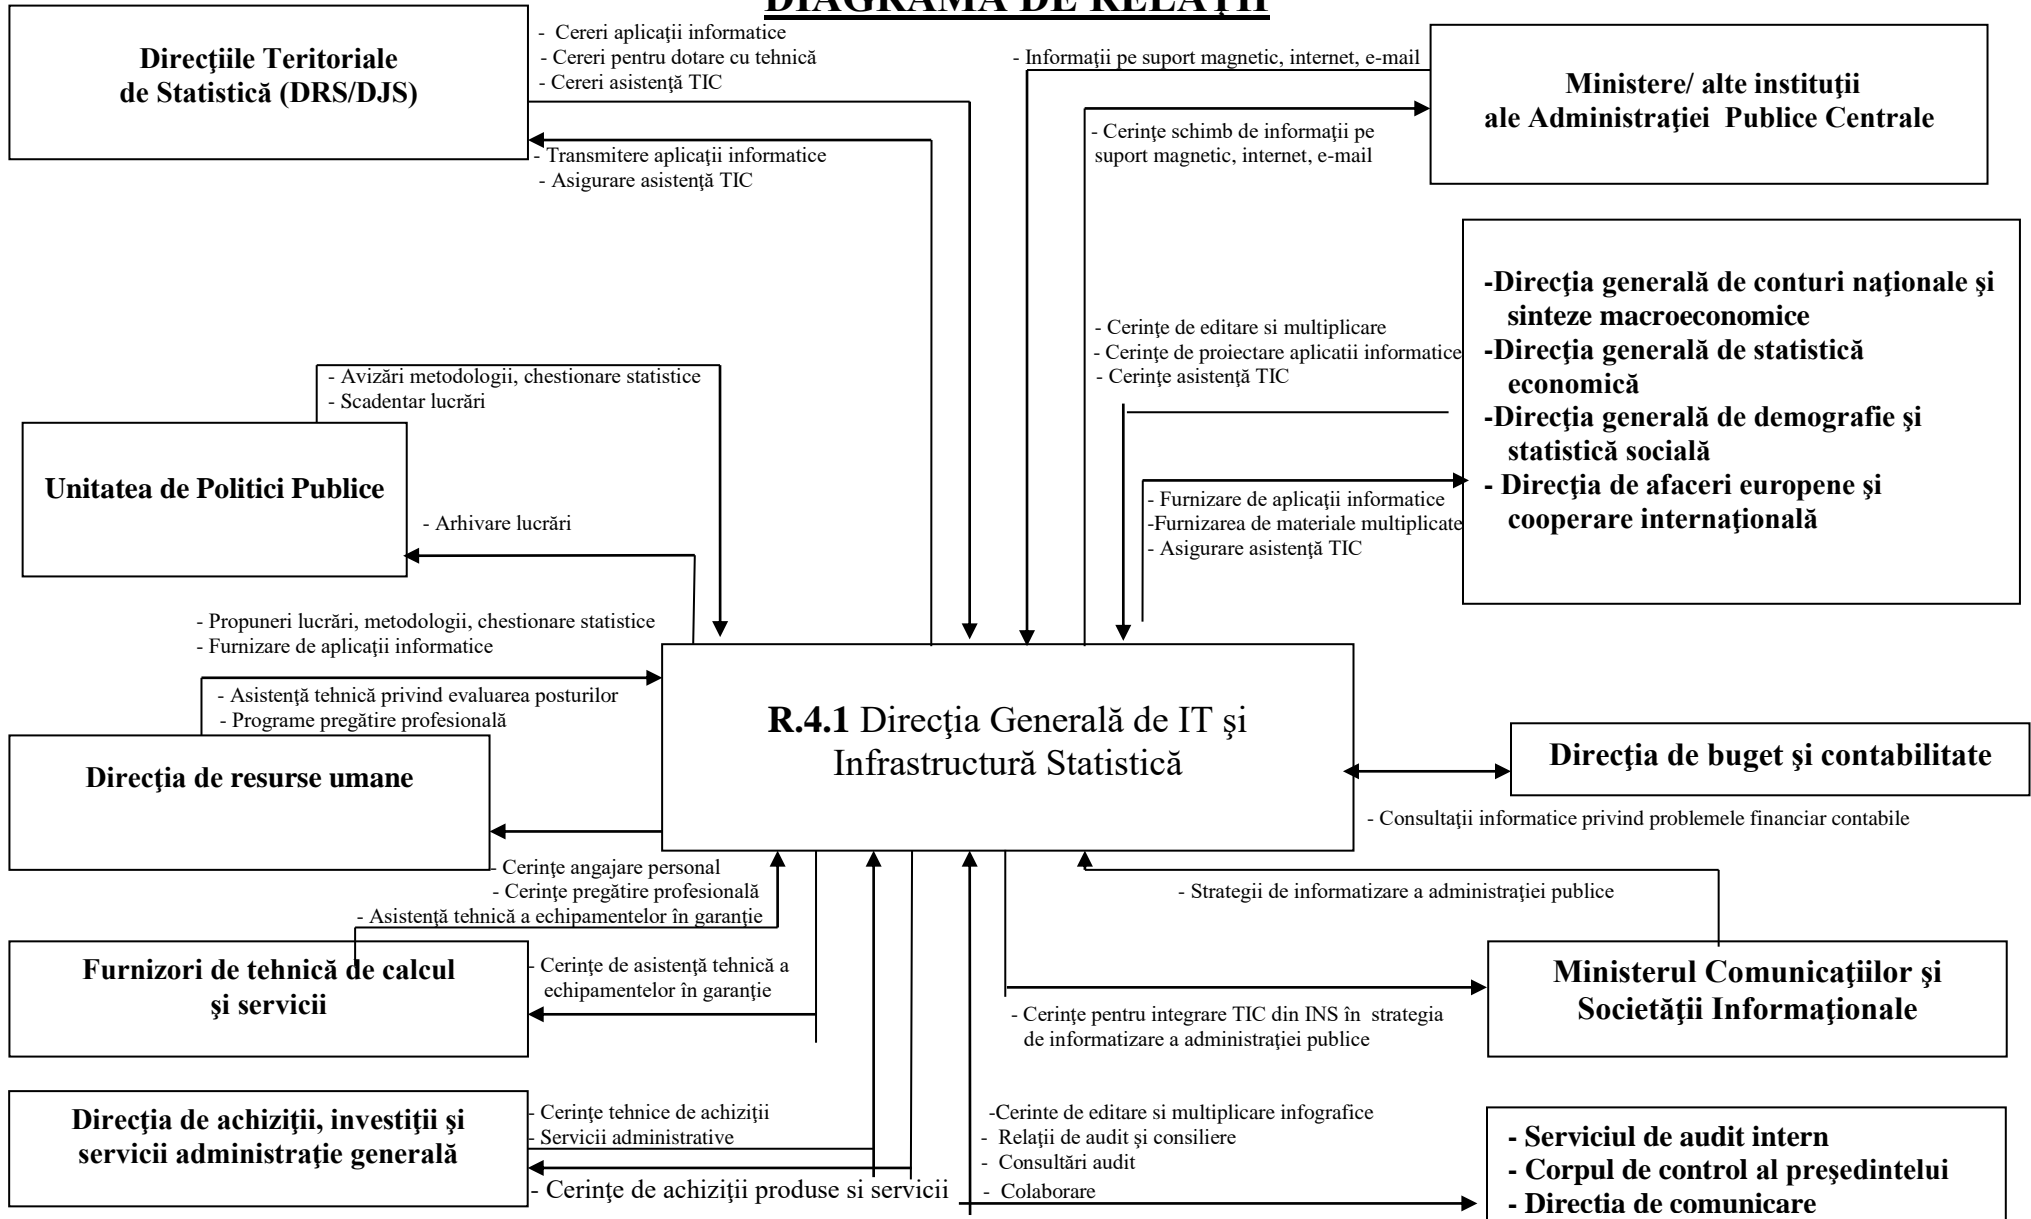 DIAGRAMA DE RELAŢII
Direcţiile Teritoriale
de Statistică (DRS/DJS)
- Cereri aplicaţii informatice
- Cereri pentru dotare cu tehnică
- Cereri asistenţă TIC
- Transmitere aplicaţii informatice
- Asigurare asistenţă TIC
- Informaţii pe suport magnetic, internet, e-mail
- Cerinţe schimb de informaţii pe
suport magnetic, internet, e-mail
Ministere/ alte instituţii
ale Administraţiei Publice Centrale
- Cerinţe de editare si multiplicare
- Cerinţe de proiectare aplicatii informatice
- Cerinţe asistenţă TIC
- Furnizare de aplicaţii informatice
-Furnizarea de materiale multiplicate
- Asigurare asistenţă TIC
-Direcţia generală de conturi naţionale şi
sinteze macroeconomice
-Direcţia generală de statistică
economică
-Direcţia generală de demografie şi
statistică socială
- Direcţia de afaceri europene şi
cooperare internaţională
- Avizări metodologii, chestionare statistice
- Scadentar lucrări
Unitatea de Politici Publice
- Arhivare lucrări
- Propuneri lucrări, metodologii, chestionare statistice
- Furnizare de aplicaţii informatice
- Asistenţă tehnică privind evaluarea posturilor
- Programe pregătire profesională
Direcţia de resurse umane
R.4.1 Direcţia Generală de IT şi
Infrastructură Statistică
Direcţia de buget şi contabilitate
- Consultaţii informatice privind problemele financiar contabile
- Cerinţe angajare personal
- Cerinţe pregătire profesională
- Asistenţă tehnică a echipamentelor în garanţie
- Strategii de informatizare a administraţiei publice
Furnizori de tehnică de calcul
şi servicii
- Cerinţe de asistenţă tehnică a
echipamentelor în garanţie
- Cerinţe pentru integrare TIC din INS în strategia
de informatizare a administraţiei publice
Ministerul Comunicaţiilor şi
Societăţii Informaţionale
Direcţia de achiziţii, investiţii şi
servicii administraţie generală
- Cerinţe tehnice de achiziţii
- Servicii administrative
- Cerinţe de achiziţii produse si servicii
-Cerinte de editare si multiplicare infografice
- Relaţii de audit şi consiliere
- Consultări audit
- Colaborare
- Serviciul de audit intern
- Corpul de control al preşedintelui
- Direcţia de comunicare